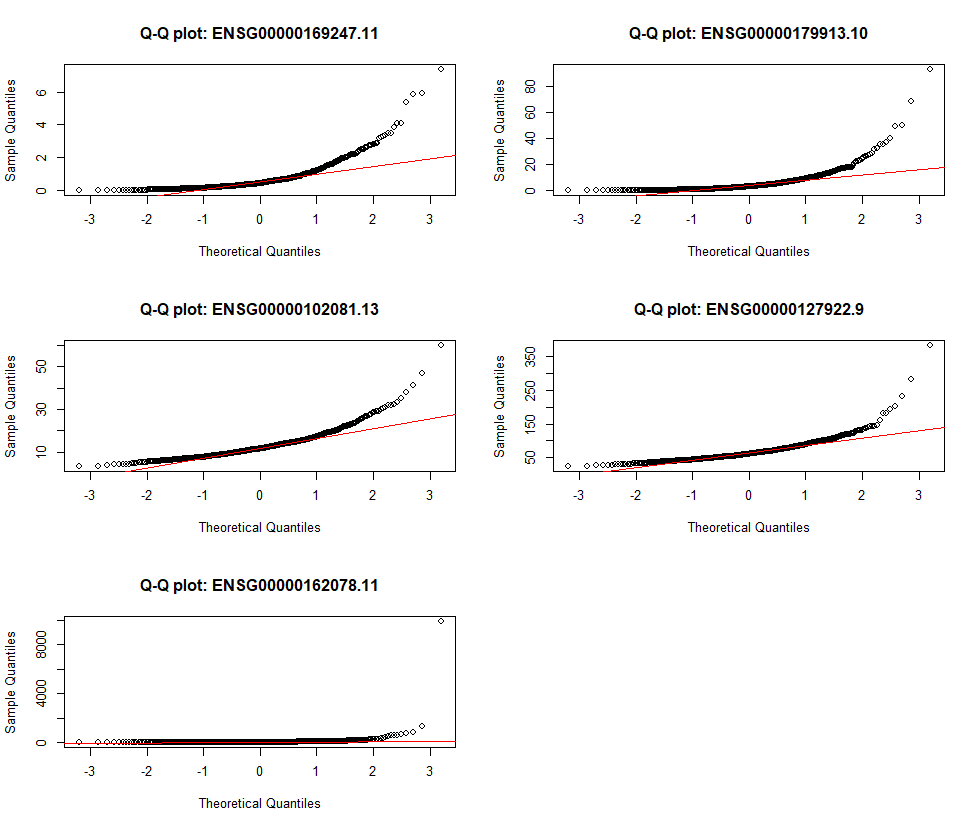 Q-Q plot: ENSG00000169247.11
Sample Quantiles
6
4
2
0
-3 -2 -1 0 1 2 3
Theoretical Quantiles
Q-Q plot: ENSG00000179913.10
Sample Quantiles
80
60
40
20
0
-3 -2 -1 0 1 2 3
Theoretical Quantiles
Q-Q plot: ENSG00000102081.13
Sample Quantiles
50
30
10
-3 -2 -1 0 1 2 3
Theoretical Quantiles
Q-Q plot: ENSG00000127922.9
Sample Quantiles
350
250
150
50
-3 -2 -1 0 1 2 3
Theoretical Quantiles
Q-Q plot: ENSG00000162078.11
Sample Quantiles
8000
4000
0
-3 -2 -1 0 1 2 3
Theoretical Quantiles